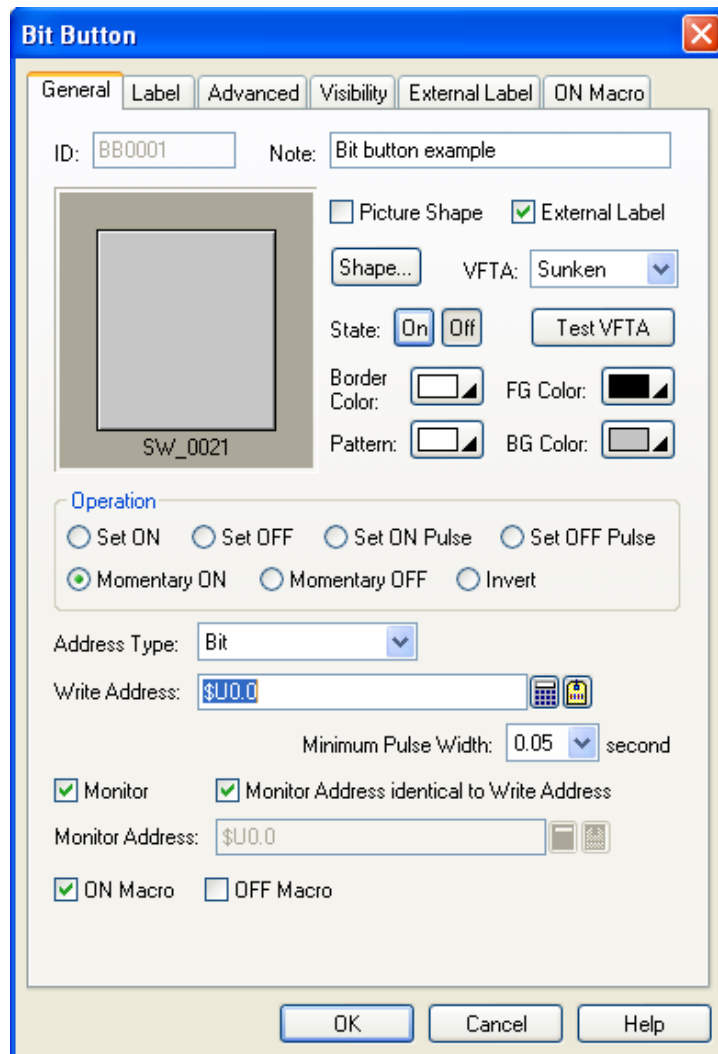 Bit Button
General Label Advanced Visibility External Label ON Macro
ID: BB0001 Note: Bit button example
Picture Shape External Label
Shape... VFTA: Sunken
State: On Off Test VFTA
Border Color: FG Color:
Pattern: BG Color:
SW_0021
Operation
Set ON Set OFF Set ON Pulse Set OFF Pulse
Momentary ON Momentary OFF Invert
Address Type: Bit
Write Address: $U0.0
Minimum Pulse Width: 0.05 second
Monitor Monitor Address identical to Write Address
Monitor Address: $U0.0
ON Macro OFF Macro
OK Cancel Help